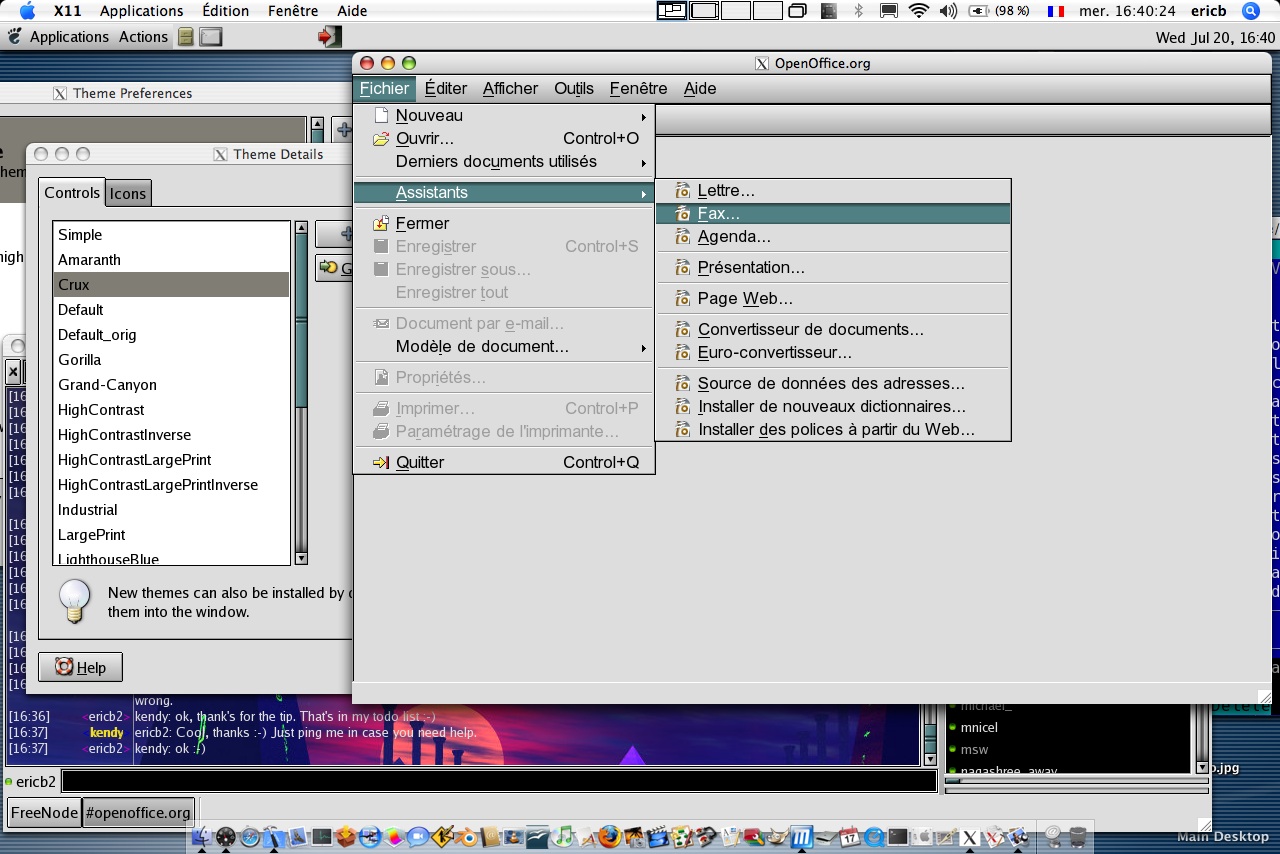 X11 Applications Édition Fenêtre Aide (98 %) mer. 16:40:24 ericb
Applications Actions Wed Jul 20, 16:40
X OpenOffice.org
Fichier Éditer Afficher Outils Fenêtre Aide
Nouveau
Ouvrir... Control+O
Derniers documents utilisés
Assistants
Fermer
Enregistrer Control+S
Enregistrer sous...
Enregistrer tout
Document par e-mail...
Modèle de document...
Propriétés...
Imprimer... Control+P
Paramétrage de l'imprimante...
Quitter Control+Q
Lettre...
Fax...
Agenda...
Présentation...
Page Web...
Convertisseur de documents...
Euro-convertisseur...
Source de données des adresses...
Installer de nouveaux dictionnaires...
Installer des polices à partir du Web...
X Theme Preferences
X Theme Details
Controls Icons
Simple
Amaranth
Crux
Default
Default_orig
Gorilla
Grand-Canyon
HighContrast
HighContrastInverse
HighContrastLargePrint
HighContrastLargePrintInverse
Industrial
LargePrint
LighthouseBlue
New themes can also be installed by
them into the window.
Help
wrong.
[16:36] <ericb2> kendy: ok, thank's for the tip. That's in my todo list :-)
[16:37] kendy ericb2: Cool, thanks :-) Just ping me in case you need help.
[16:37] <ericb2> kendy: ok :-)
michael_
mnicel
msw
nagashree_away
ericb2
FreeNode #openoffice.org
17
Main Desktop